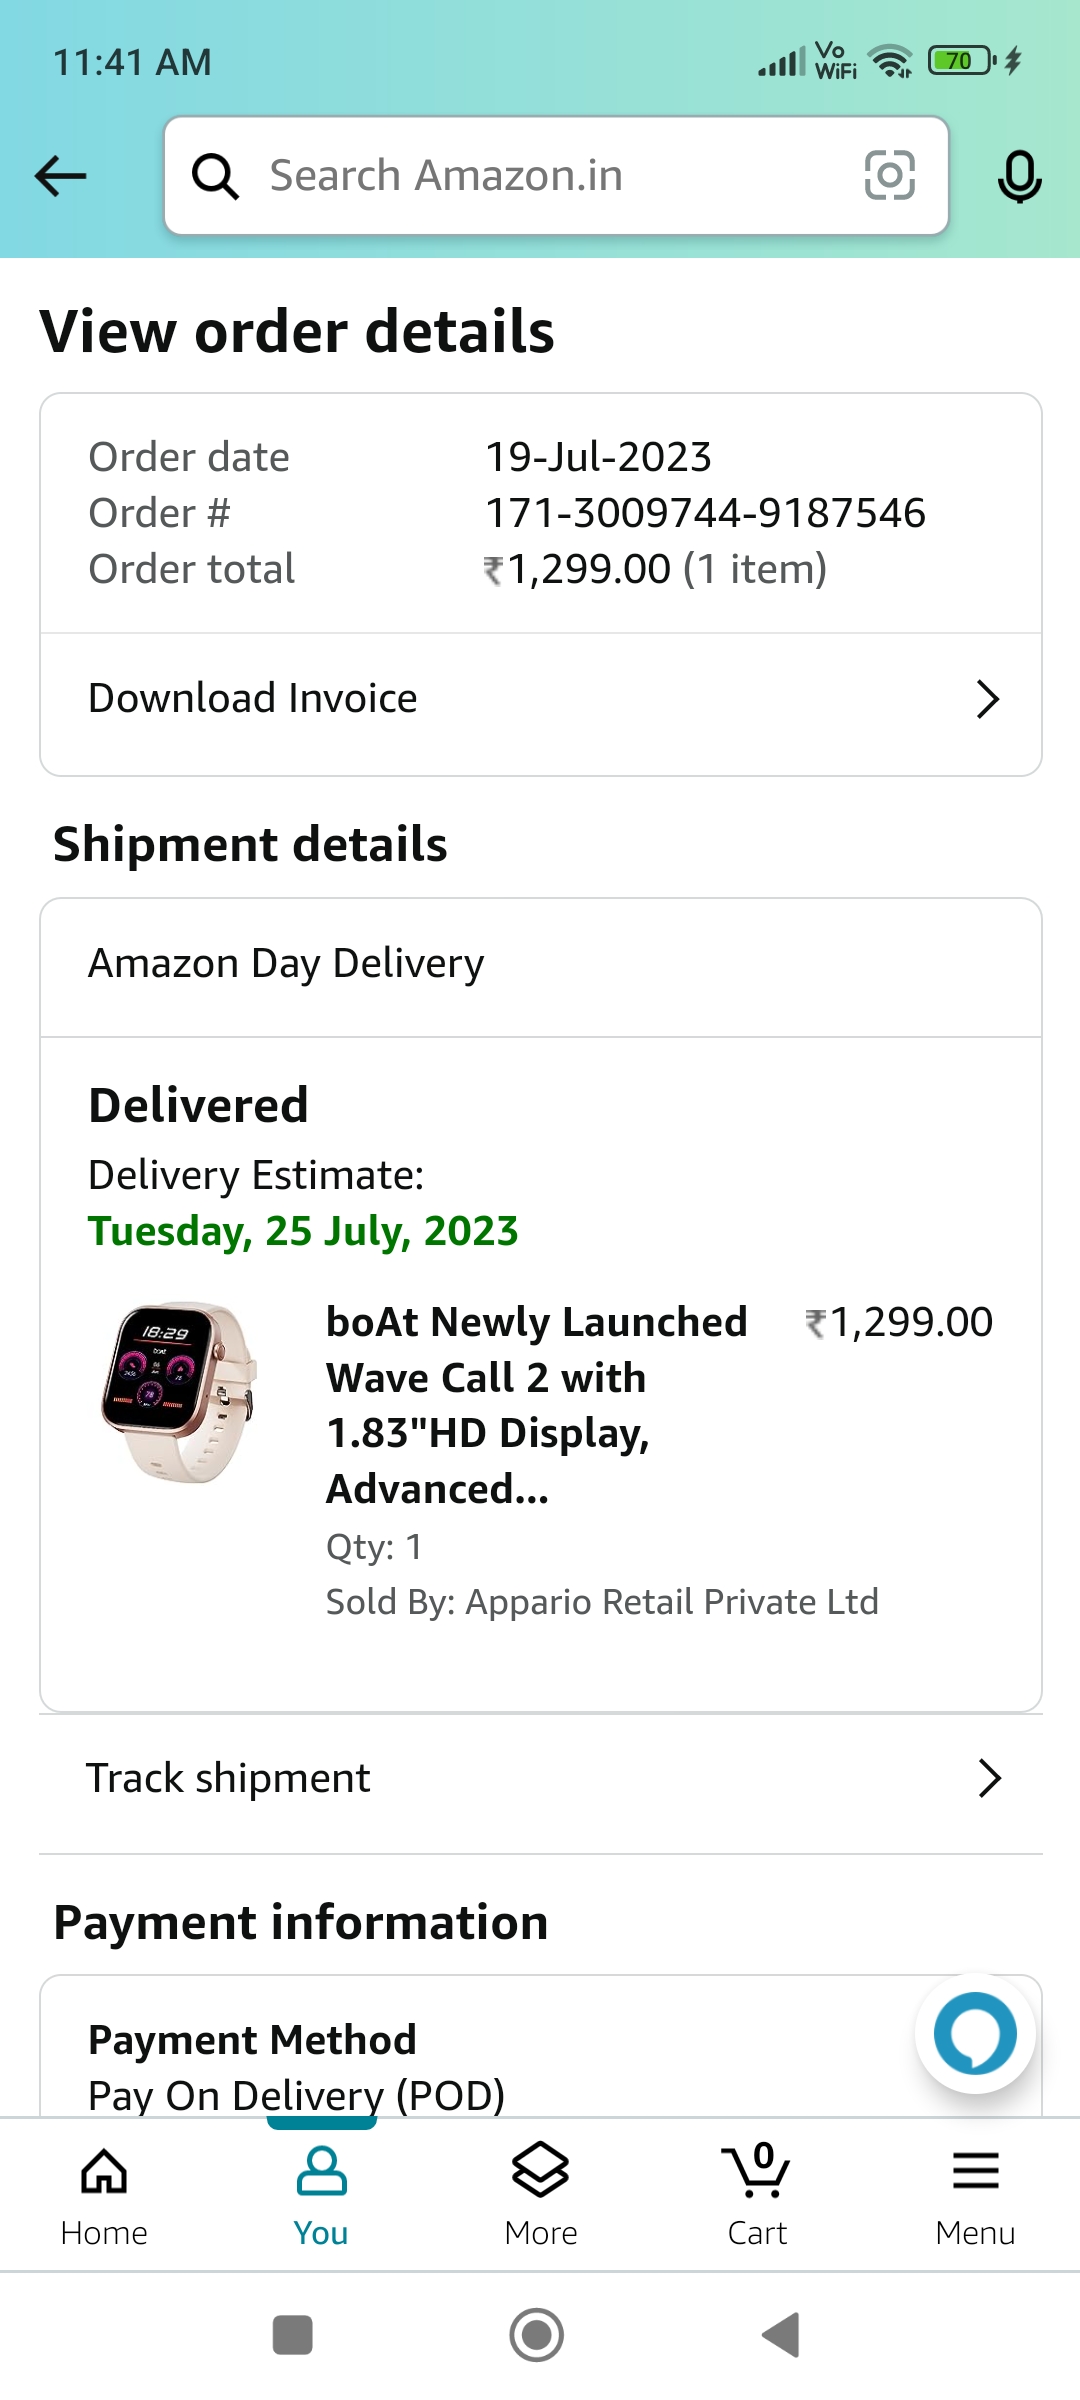 11:41 AM
Vo
WiFi
70
Search Amazon.in
View order details
Order date 19-Jul-2023
Order # 171-3009744-9187546
Order total ₹1,299.00 (1 item)
Download Invoice
Shipment details
Amazon Day Delivery
Delivered
Delivery Estimate:
Tuesday, 25 July, 2023
18:29
boAt Newly Launched ₹1,299.00
Wave Call 2 with
1.83"HD Display,
Advanced...
Qty: 1
Sold By: Appario Retail Private Ltd
Track shipment
Payment information
Payment Method
Pay On Delivery (POD)
0
Home You More Cart Menu